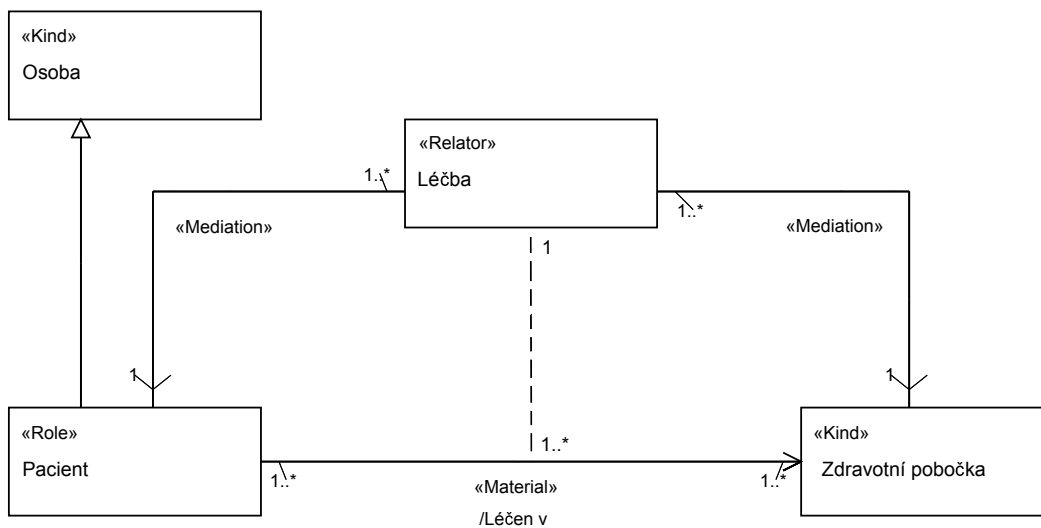 «Kind»
Osoba
«Relator»
Léčba
1..*
1..*
«Mediation»
«Mediation»
1
1
1
«Role»
Pacient
1..*
«Kind»
Zdravotní pobočka
1..*
1..*
«Material»
/Léčen v